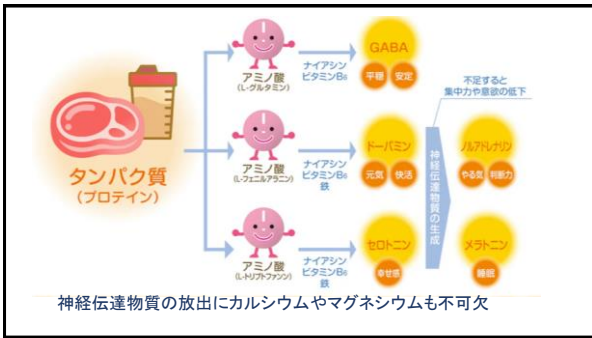 タンパク質
(プロテイン)
アミノ酸
(L-グルタミン)
ナイアシン
ビタミンB₆
GABA
平穏 安定
アミノ酸
(L-フェニルアラニン)
ナイアシン
ビタミンB₆
鉄
ドーパミン
元気 快活
アミノ酸
(L-トリプトファンン)
ナイアシン
ビタミンB₆
鉄
セロトニン
幸せ感
神経伝達物質の生成
不足すると
集中力や意欲の低下
ノルアドレナリン
やる気 判断力
メラトニン
睡眠
神経伝達物質の放出にカルシウムやマグネシウムも不可欠